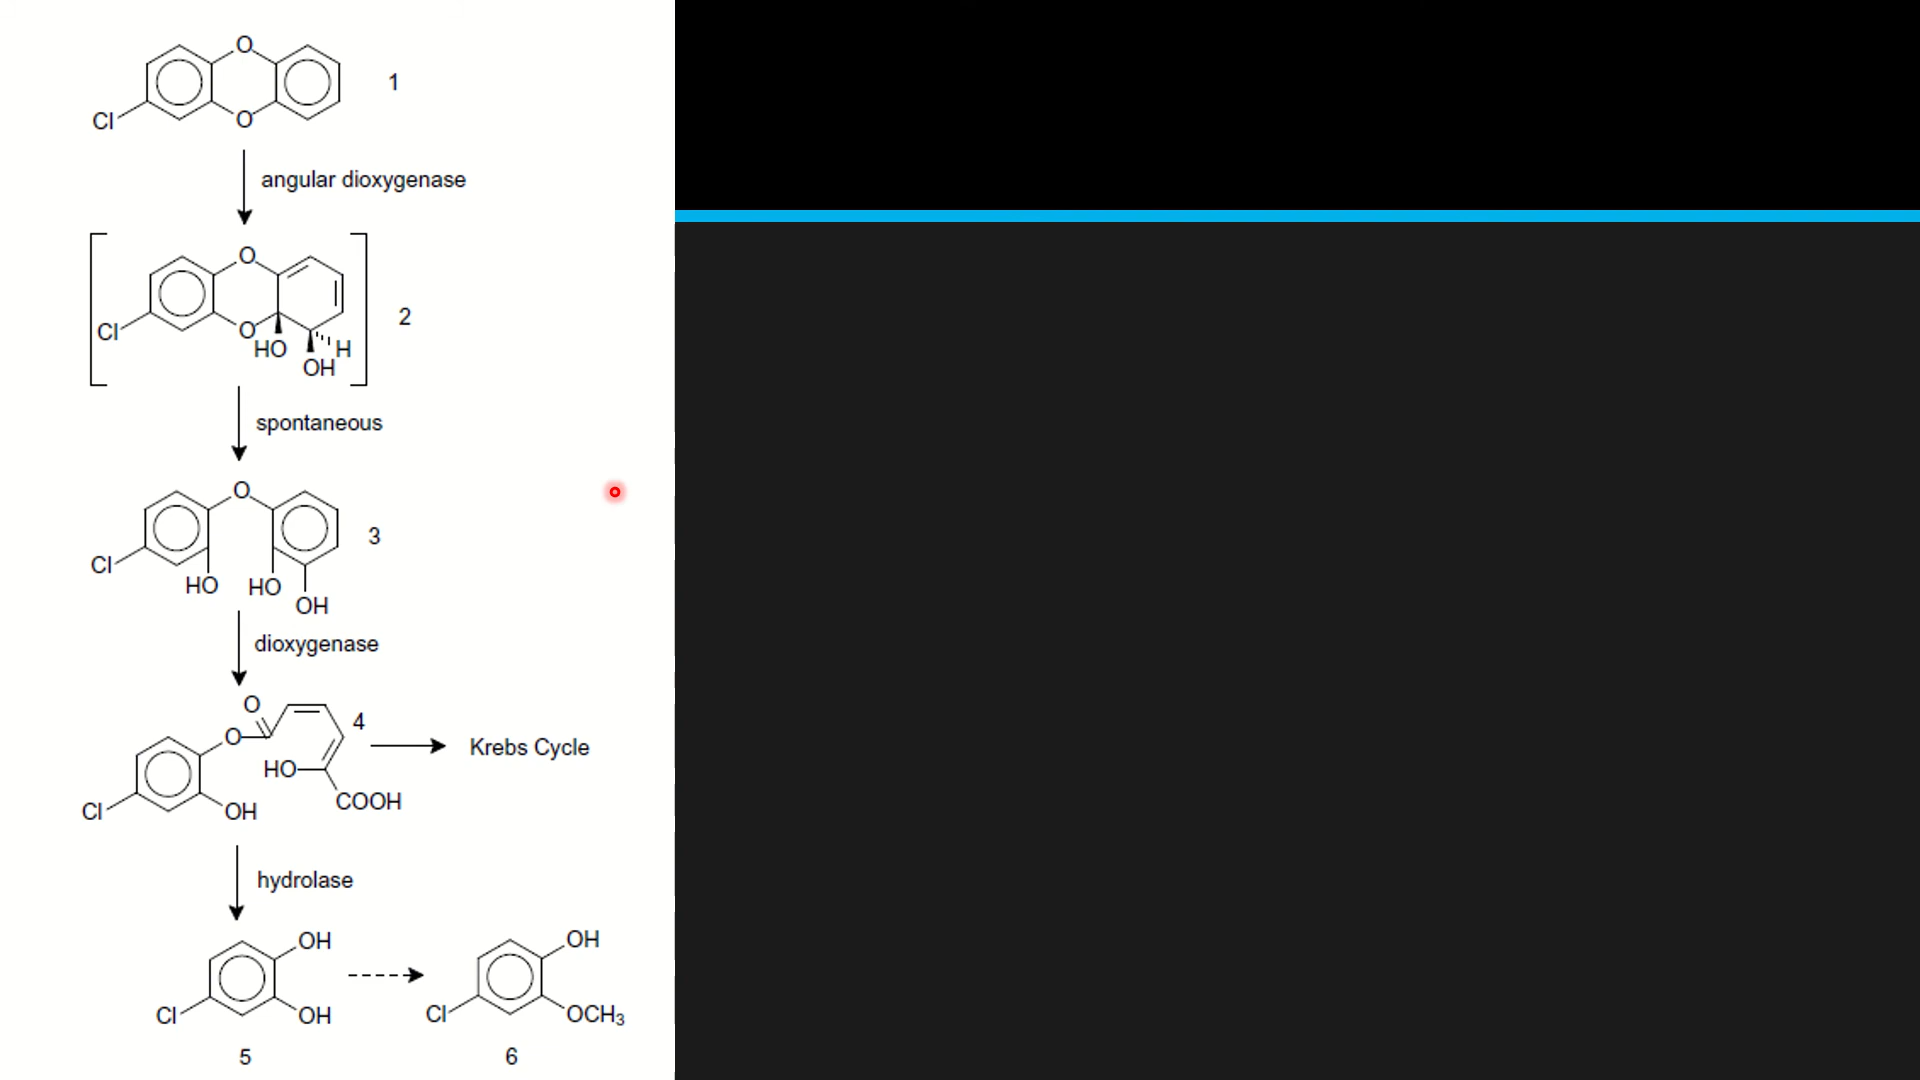 O
1
Cl
O
angular dioxygenase
O
2
Cl
O
HO
H
OH
spontaneous
O
3
Cl
HO
HO
OH
dioxygenase
O
4
O
Krebs Cycle
HO
COOH
Cl
OH
hydrolase
OH
OH
Cl
OH
Cl
OCH₃
5
6